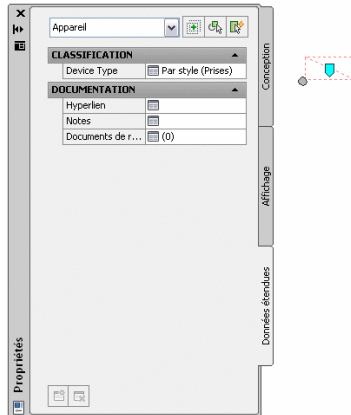 Appareil
CLASSIFICATION
Device Type Par style (Prises)
DOCUMENTATION
Hyperlien
Notes
Documents de r... (0)
Conception
Affichage
Données étendues
Propriétés